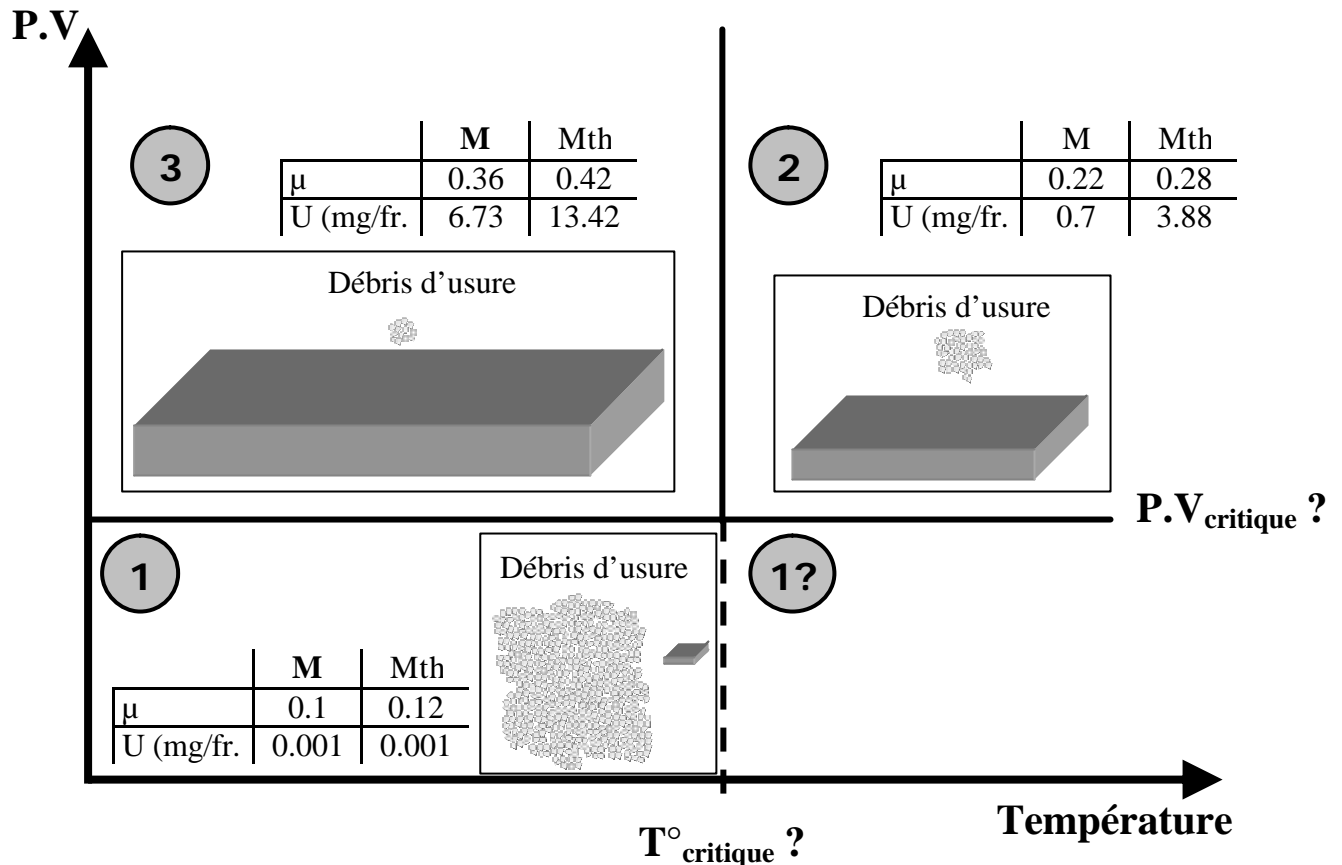 P.V
3
M Mth
μ 0.36 0.42
U (mg/fr. 6.73 13.42
Débris d'usure
2
M Mth
μ 0.22 0.28
U (mg/fr. 0.7 3.88
Débris d'usure
P.Vcritique ?
1
Débris d'usure
M Mth
μ 0.1 0.12
U (mg/fr. 0.001 0.001
1?
Température
T°critique ?